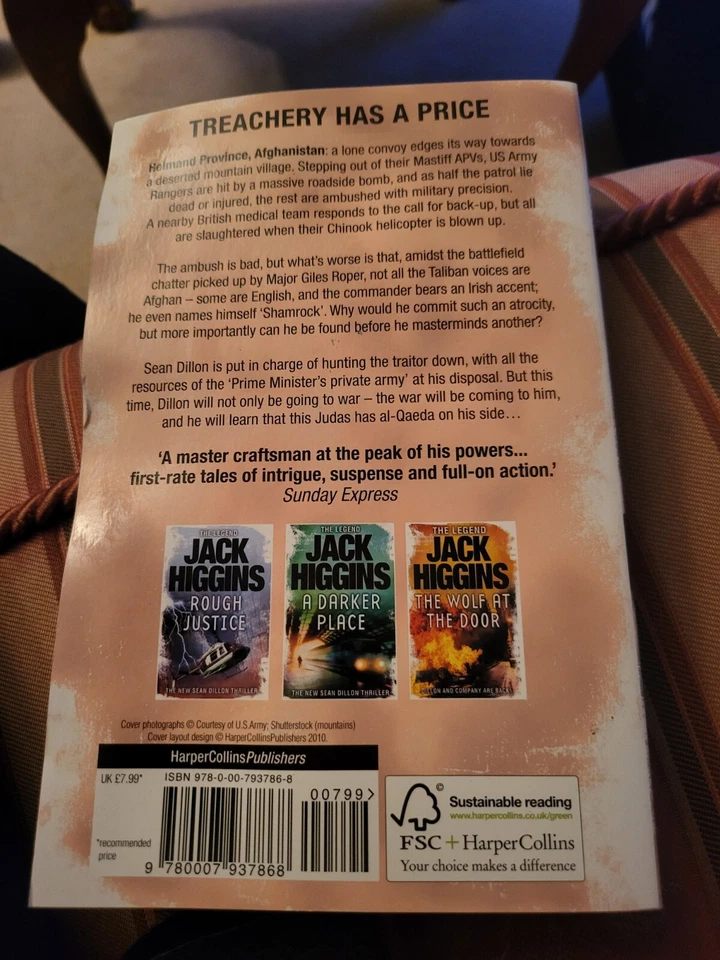 TREACHERY HAS A PRICE
Helmand Province, Afghanistan: a lone convoy edges its way towards
a deserted mountain village. Stepping out of their Mastiff APVs, US Army
Rangers are hit by a massive roadside bomb, and as half the patrol lie
dead or injured, the rest are ambushed with military precision.
A nearby British medical team responds to the call for back-up, but all
are slaughtered when their Chinook helicopter is blown up.
The ambush is bad, but what's worse is that, amidst the battlefield
chatter picked up by Major Giles Roper, not all the Taliban voices are
Afghan – some are English, and the commander bears an Irish accent;
he even names himself 'Shamrock'. Why would he commit such an atrocity,
but more importantly can he be found before he masterminds another?
Sean Dillon is put in charge of hunting the traitor down, with all the
resources of the 'Prime Minister's private army' at his disposal. But this
time, Dillon will not only be going to war – the war will be coming to him,
and he will learn that this Judas has al-Qaeda on his side...
'A master craftsman at the peak of his powers...
first-rate tales of intrigue, suspense and full-on action.'
Sunday Express
THE LEGEND
JACK
HIGGINS
ROUGH
JUSTICE
THE NEW SEAN DILLON THRILLER
THE LEGEND
JACK
HIGGINS
A DARKER
PLACE
THE NEW SEAN DILLON THRILLER
THE LEGEND
JACK
HIGGINS
THE WOLF AT
THE DOOR
DILLON AND COMPANY ARE BACK
Cover photographs © Courtesy of U.S.Army; Shutterstock (mountains)
Cover layout design © HarperCollinsPublishers 2010.
HarperCollinsPublishers
UK £7.99*
ISBN 978-0-00-793786-8
00799>
*recommended
price
9 780007 937868
©
Sustainable reading
www.harpercollins.co.uk/green
FSC + HarperCollins
Your choice makes a difference